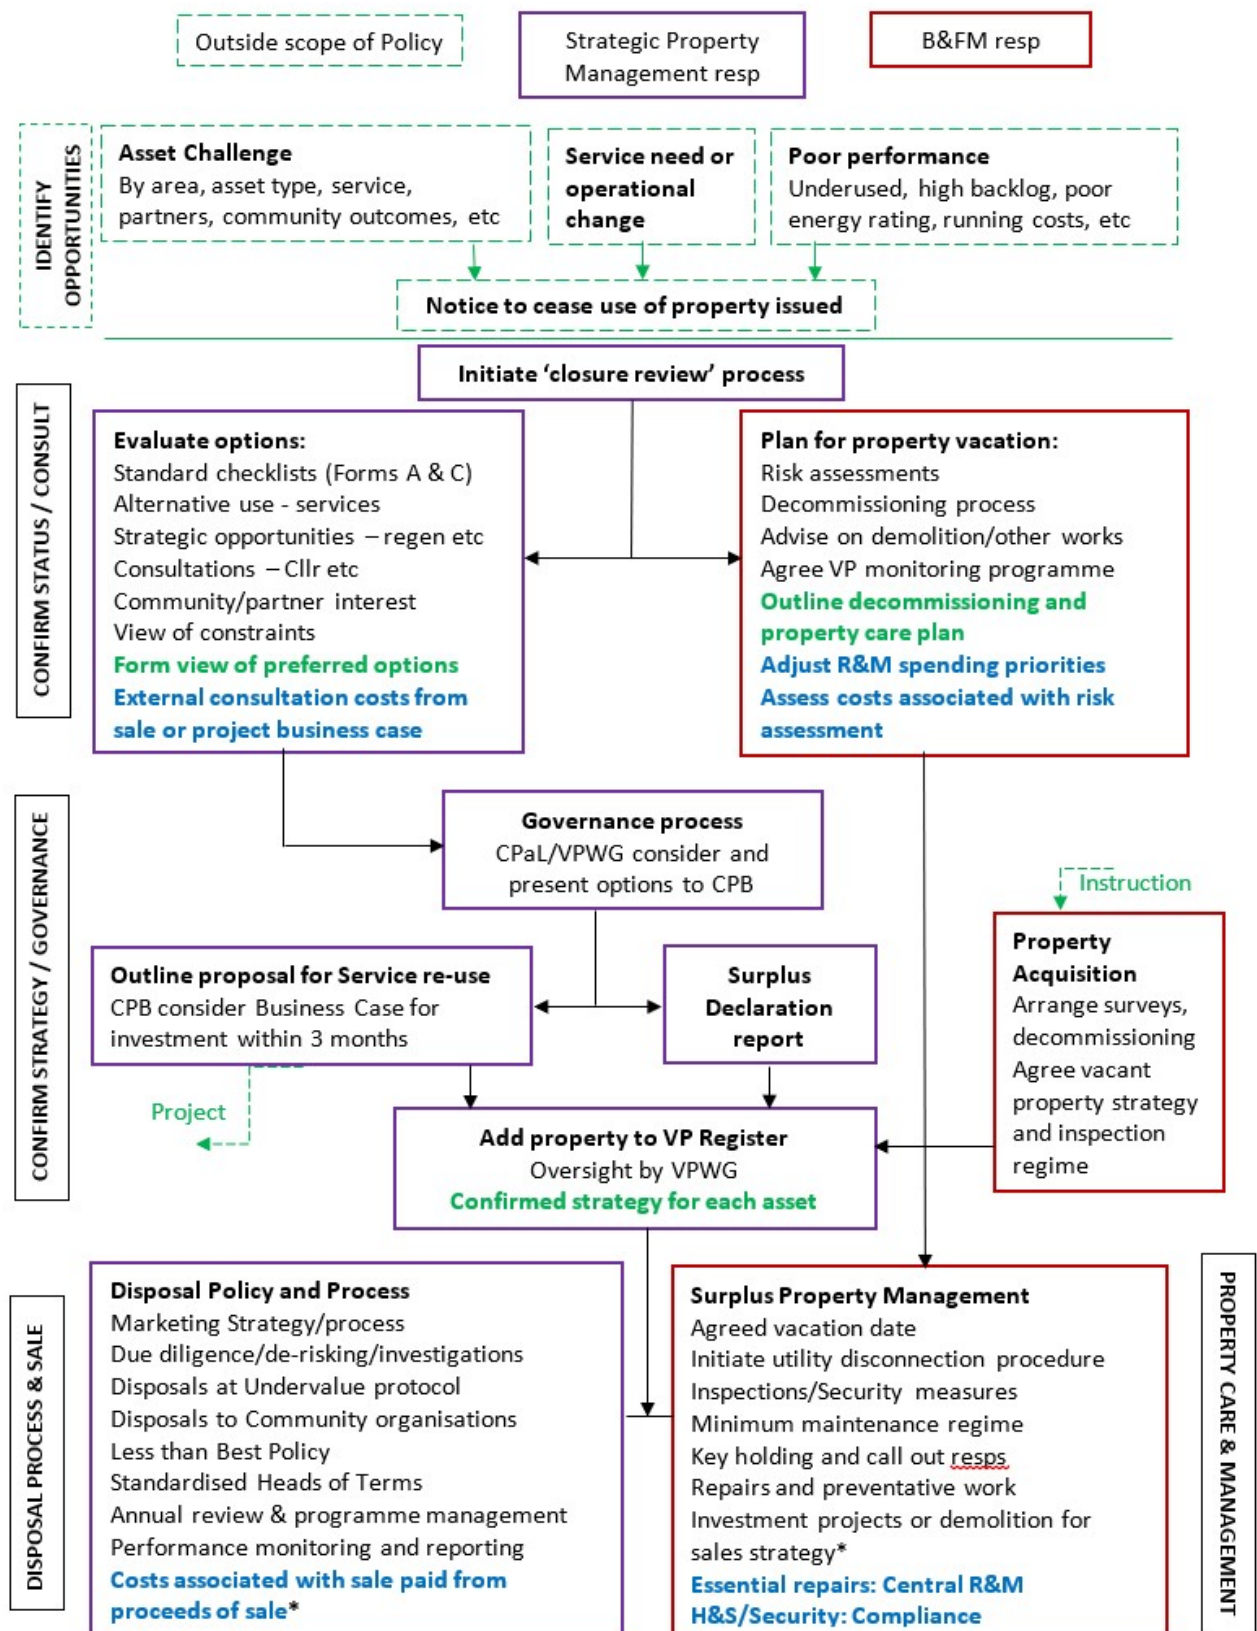 Outside scope of Policy
Strategic Property
Management resp
B&FM resp
IDENTIFY
OPPORTUNITIES
Asset Challenge
By area, asset type, service,
partners, community outcomes, etc
Service need or
operational
change
Poor performance
Underused, high backlog, poor
energy rating, running costs, etc
Notice to cease use of property issued
Initiate ‘closure review’ process
CONFIRM STATUS / CONSULT
Evaluate options:
Standard checklists (Forms A & C)
Alternative use - services
Strategic opportunities – regen etc
Consultations – Cllr etc
Community/partner interest
View of constraints
Form view of preferred options
External consultation costs from
sale or project business case
Plan for property vacation:
Risk assessments
Decommissioning process
Advise on demolition/other works
Agree VP monitoring programme
Outline decommissioning and
property care plan
Adjust R&M spending priorities
Assess costs associated with risk
assessment
CONFIRM STRATEGY / GOVERNANCE
Governance process
CPaL/VPWG consider and
present options to CPB
Instruction
Outline proposal for Service re-use
CPB consider Business Case for
investment within 3 months
Surplus
Declaration
report
Property
Acquisition
Arrange surveys,
decommissioning
Agree vacant
property strategy
and inspection
regime
Project
Add property to VP Register
Oversight by VPWG
Confirmed strategy for each asset
DISPOSAL PROCESS & SALE
Disposal Policy and Process
Marketing Strategy/process
Due diligence/de-risking/investigations
Disposals at Undervalue protocol
Disposals to Community organisations
Less than Best Policy
Standardised Heads of Terms
Annual review & programme management
Performance monitoring and reporting
Costs associated with sale paid from
proceeds of sale*
Surplus Property Management
Agreed vacation date
Initiate utility disconnection procedure
Inspections/Security measures
Minimum maintenance regime
Key holding and call out resps
Repairs and preventative work
Investment projects or demolition for
sales strategy*
Essential repairs: Central R&M
H&S/Security: Compliance
PROPERTY CARE & MANAGEMENT